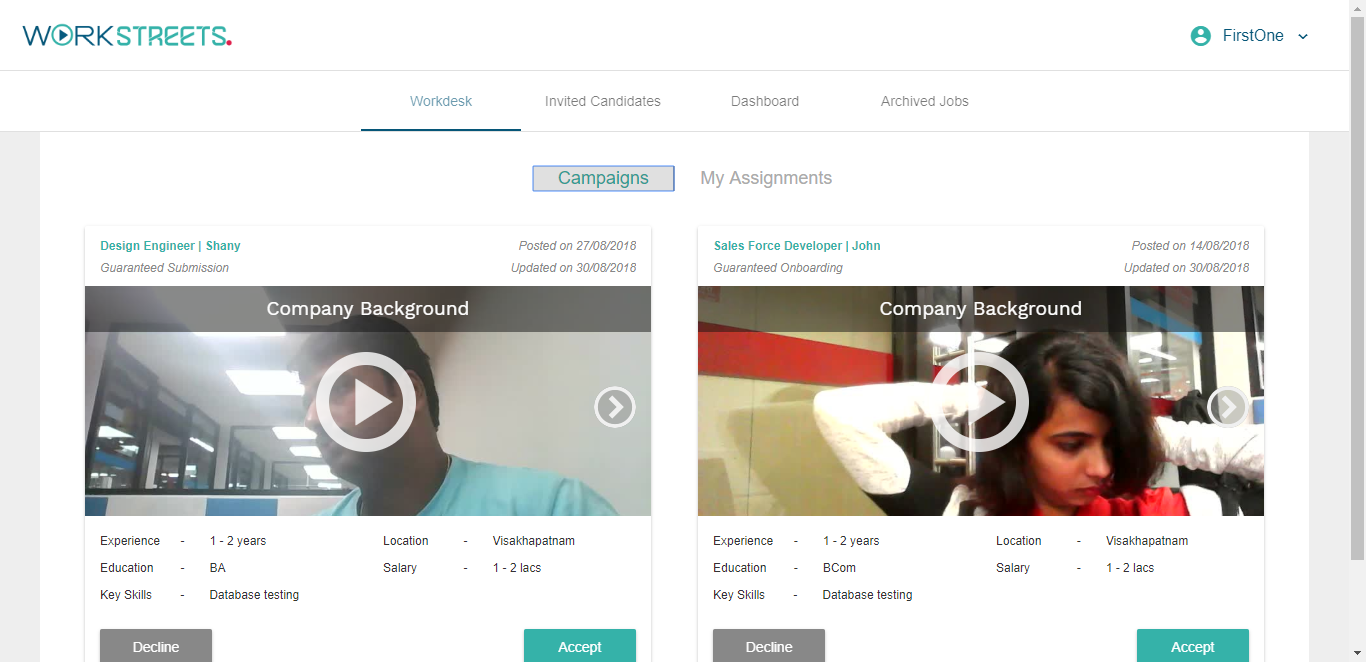 WORKSTREETS.
FirstOne
Workdesk Invited Candidates Dashboard Archived Jobs
Campaigns My Assignments
Design Engineer | Shany Posted on 27/08/2018
Guaranteed Submission Updated on 30/08/2018
Company Background
Experience - 1 - 2 years Location - Visakhapatnam
Education - BA Salary - 1 - 2 lacs
Key Skills - Database testing
Decline Accept
Sales Force Developer | John Posted on 14/08/2018
Guaranteed Onboarding Updated on 30/08/2018
Company Background
Experience - 1 - 2 years Location - Visakhapatnam
Education - BCom Salary - 1 - 2 lacs
Key Skills - Database testing
Decline Accept